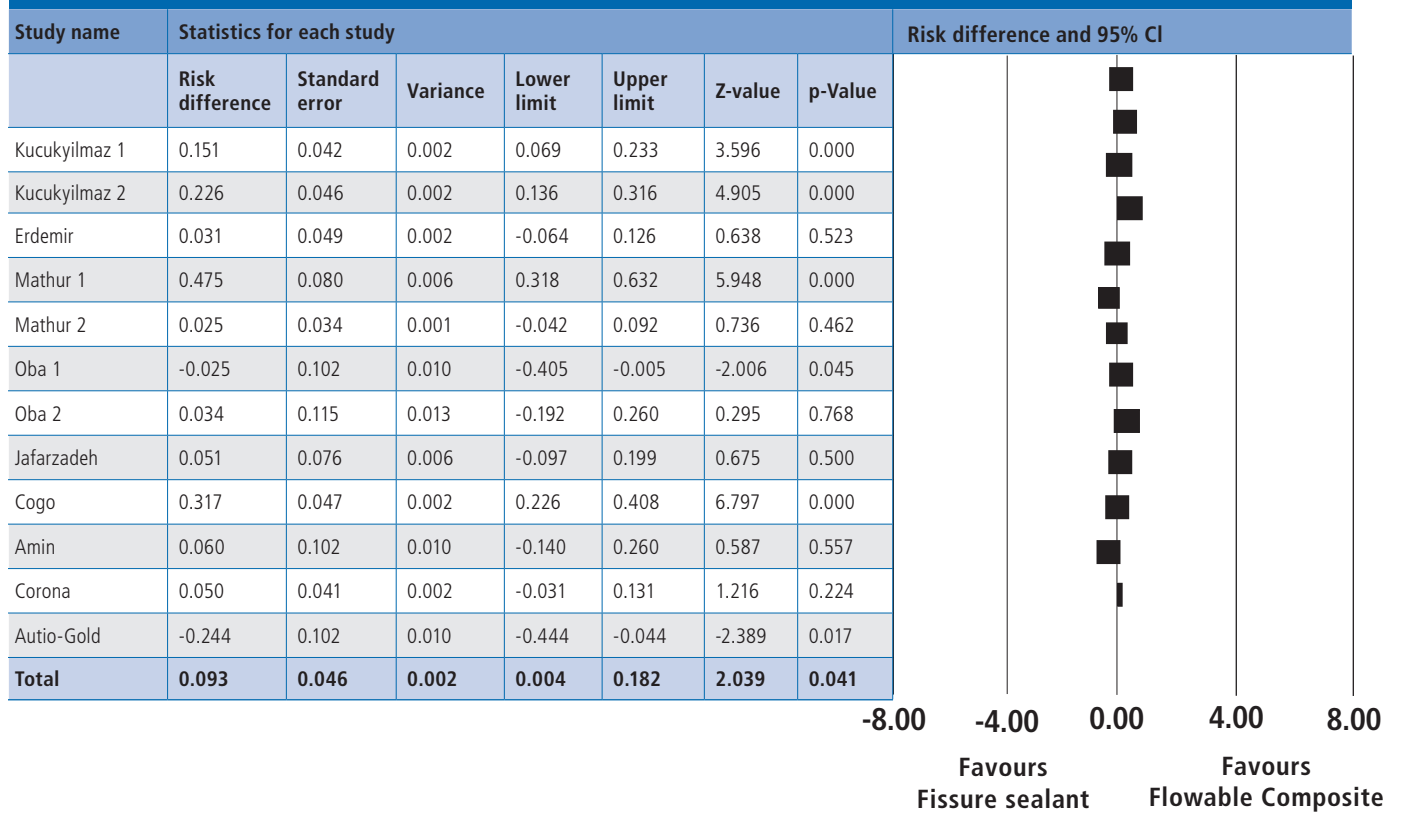 Study name Statistics for each study Risk difference and 95% Cl
Risk difference Standard error Variance Lower limit Upper limit Z-value p-Value
Kucukyilmaz 1 0.151 0.042 0.002 0.069 0.233 3.596 0.000
Kucukyilmaz 2 0.226 0.046 0.002 0.136 0.316 4.905 0.000
Erdemir 0.031 0.049 0.002 -0.064 0.126 0.638 0.523
Mathur 1 0.475 0.080 0.006 0.318 0.632 5.948 0.000
Mathur 2 0.025 0.034 0.001 -0.042 0.092 0.736 0.462
Oba 1 -0.025 0.102 0.010 -0.405 -0.005 -2.006 0.045
Oba 2 0.034 0.115 0.013 -0.192 0.260 0.295 0.768
Jafarzadeh 0.051 0.076 0.006 -0.097 0.199 0.675 0.500
Cogo 0.317 0.047 0.002 0.226 0.408 6.797 0.000
Amin 0.060 0.102 0.010 -0.140 0.260 0.587 0.557
Corona 0.050 0.041 0.002 -0.031 0.131 1.216 0.224
Autio-Gold -0.244 0.102 0.010 -0.444 -0.044 -2.389 0.017
Total 0.093 0.046 0.002 0.004 0.182 2.039 0.041
-8.00 -4.00 0.00 4.00 8.00
Favours Favours
Fissure sealant Flowable Composite